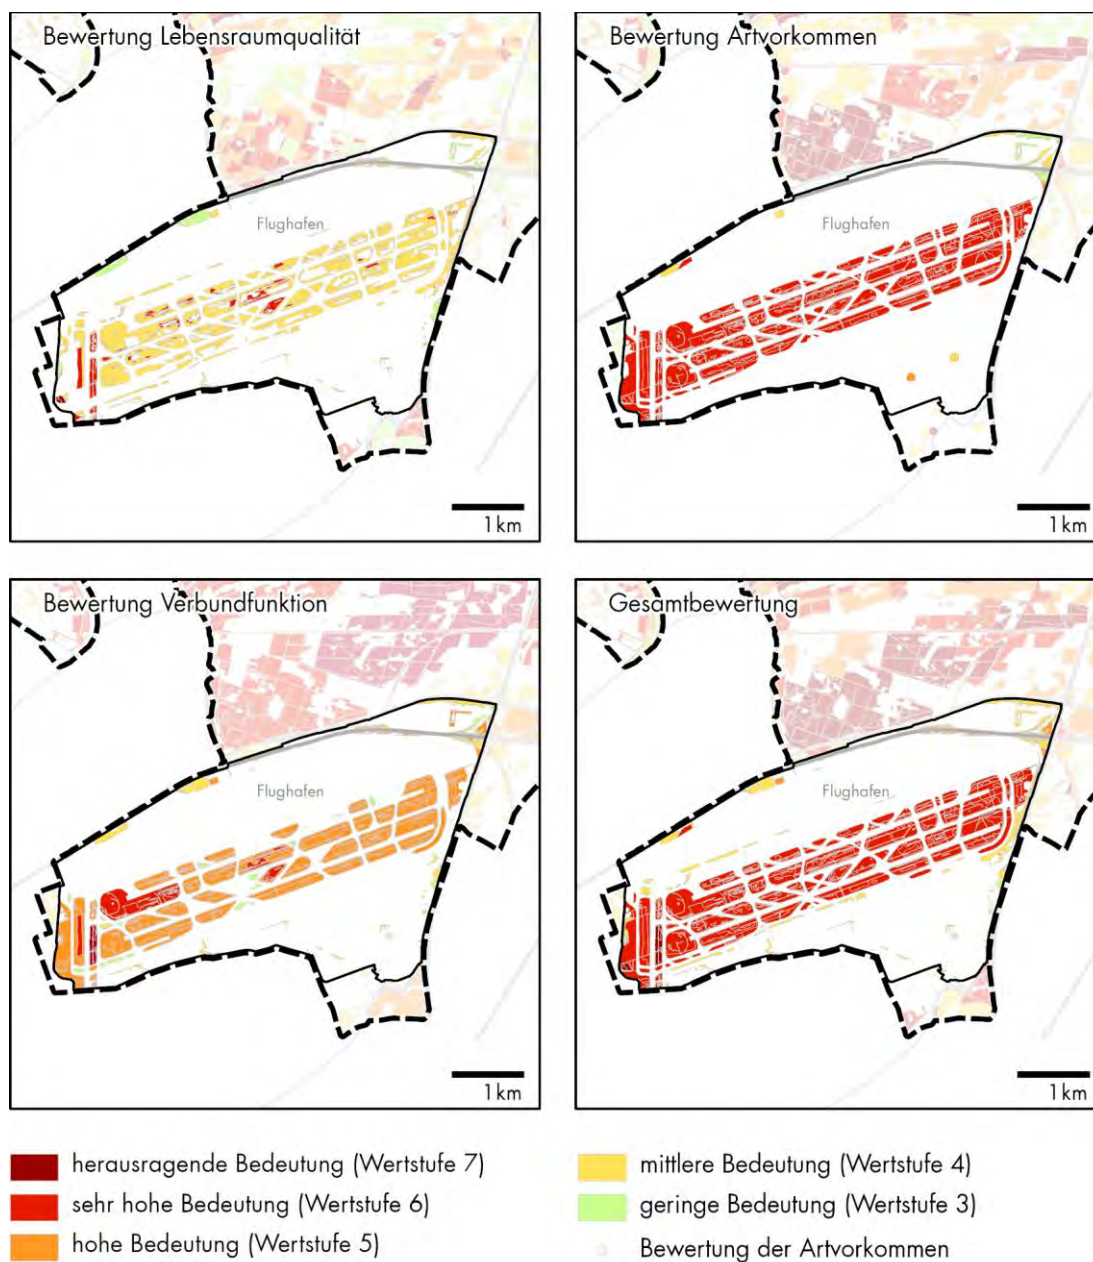 Bewertung Lebensraumqualität
Flughafen
1 km
Bewertung Artvorkommen
Flughafen
1 km
Bewertung Verbundfunktion
Flughafen
1 km
Gesamtbewertung
Flughafen
1 km
herausragende Bedeutung (Wertstufe 7)
sehr hohe Bedeutung (Wertstufe 6)
hohe Bedeutung (Wertstufe 5)
mittlere Bedeutung (Wertstufe 4)
geringe Bedeutung (Wertstufe 3)
Bewertung der Artvorkommen